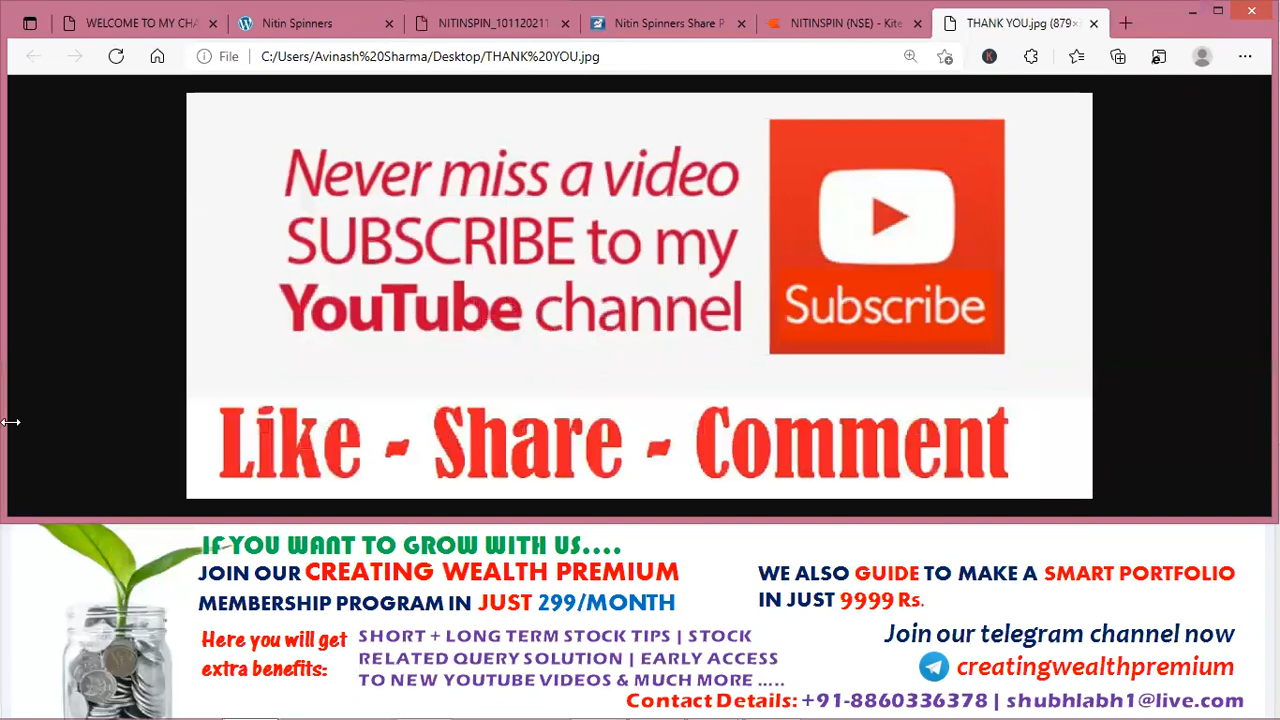 WELCOME TO MY CHA
Nitin Spinners
NITINSPIN_101120211
Nitin Spinners Share P
NITINSPIN (NSE) - Kite
THANK YOU.jpg (879×
File
C:/Users/Avinash%20Sharma/Desktop/THANK%20YOU.jpg
Never miss a video
SUBSCRIBE to my
YouTube channel
Subscribe
Like - Share - Comment
IF YOU WANT TO GROW WITH US....
JOIN OUR CREATING WEALTH PREMIUM
MEMBERSHIP PROGRAM IN JUST 299/MONTH
WE ALSO GUIDE TO MAKE A SMART PORTFOLIO
IN JUST 9999 Rs.
Here you will get
extra benefits:
SHORT + LONG TERM STOCK TIPS | STOCK
RELATED QUERY SOLUTION | EARLY ACCESS
TO NEW YOUTUBE VIDEOS & MUCH MORE .....
Join our telegram channel now
creatingwealthpremium
Contact Details: +91-8860336378 | shubhlabh1@live.com